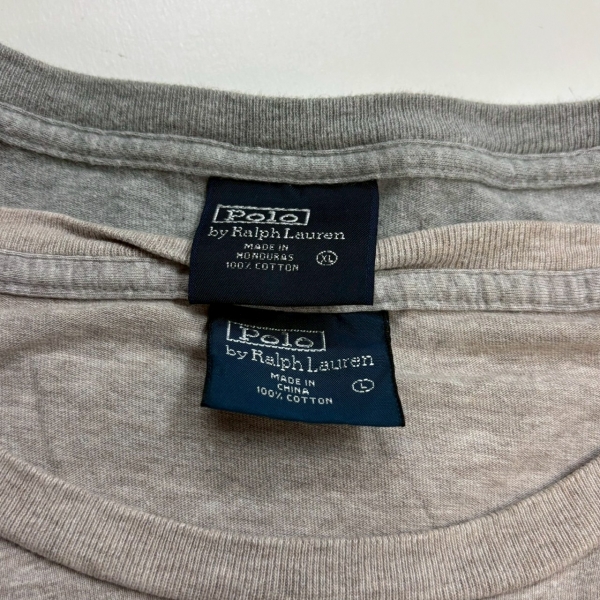 Polo
by Ralph Lauren
MADE IN
HONDURAS
100% COTTON
XL
Polo
by Ralph Lauren
MADE IN
CHINA
100% COTTON
L